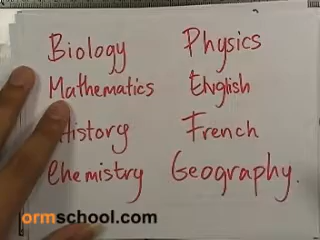 Biology Physics
Mathematics English
History French
Chemistry Geography.
ormschool.com